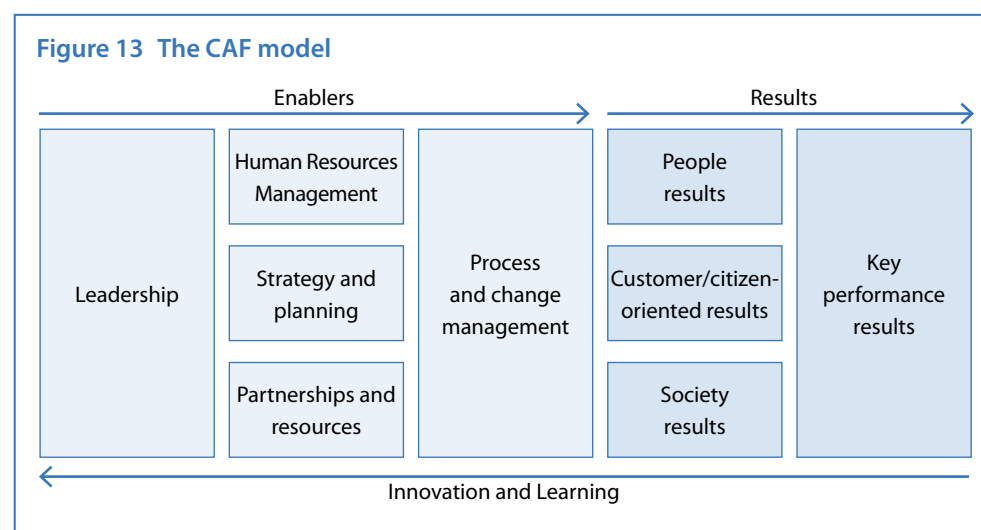 Figure 13 The CAF model
Enablers
Results
Leadership
Human Resources
Management
Strategy and
planning
Partnerships and
resources
Process
and change
management
People
results
Customer/citizen-
oriented results
Society
results
Key
performance
results
Innovation and Learning